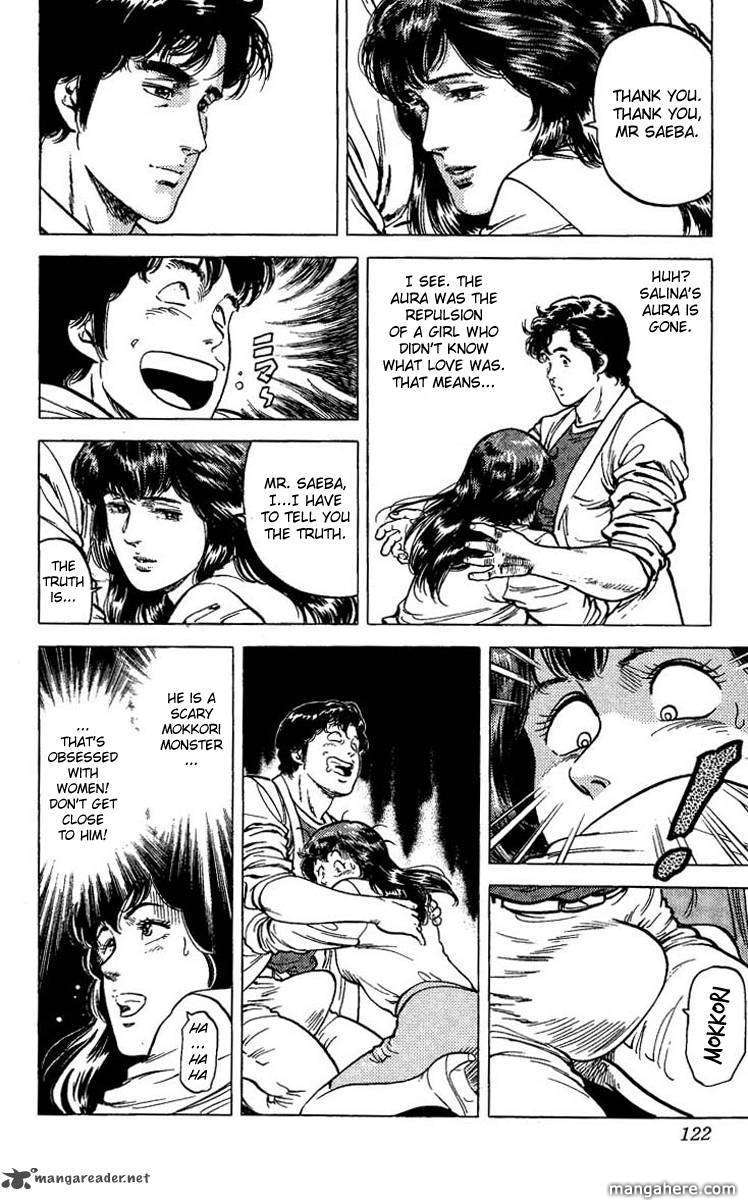 THANK YOU.
THANK YOU,
MR SAEBA.
HUH?
SALINA'S
AURA IS
GONE.
I SEE. THE
AURA WAS THE
REPULSION
OF A GIRL WHO
DIDN'T KNOW
WHAT LOVE WAS.
THAT MEANS...
ニマ〜
MR. SAEBA,
I...I HAVE
TO TELL YOU
THE TRUTH.
THE
TRUTH
IS...
MOKKORI
HE IS A
SCARY
MOKKORI
MONSTER
...
...
THAT'S
OBSESSED
WITH
WOMEN!
DON'T GET
CLOSE
TO HIM!
HA
...
HA
HA
122
mangareader.net
mangahere.com